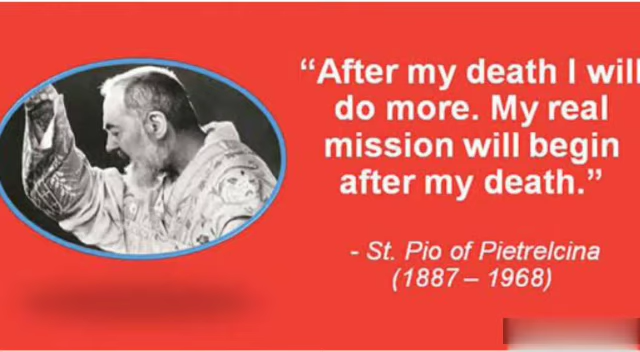 “After my death I will
do more. My real
mission will begin
after my death.”
- St. Pio of Pietrelcina
(1887 – 1968)